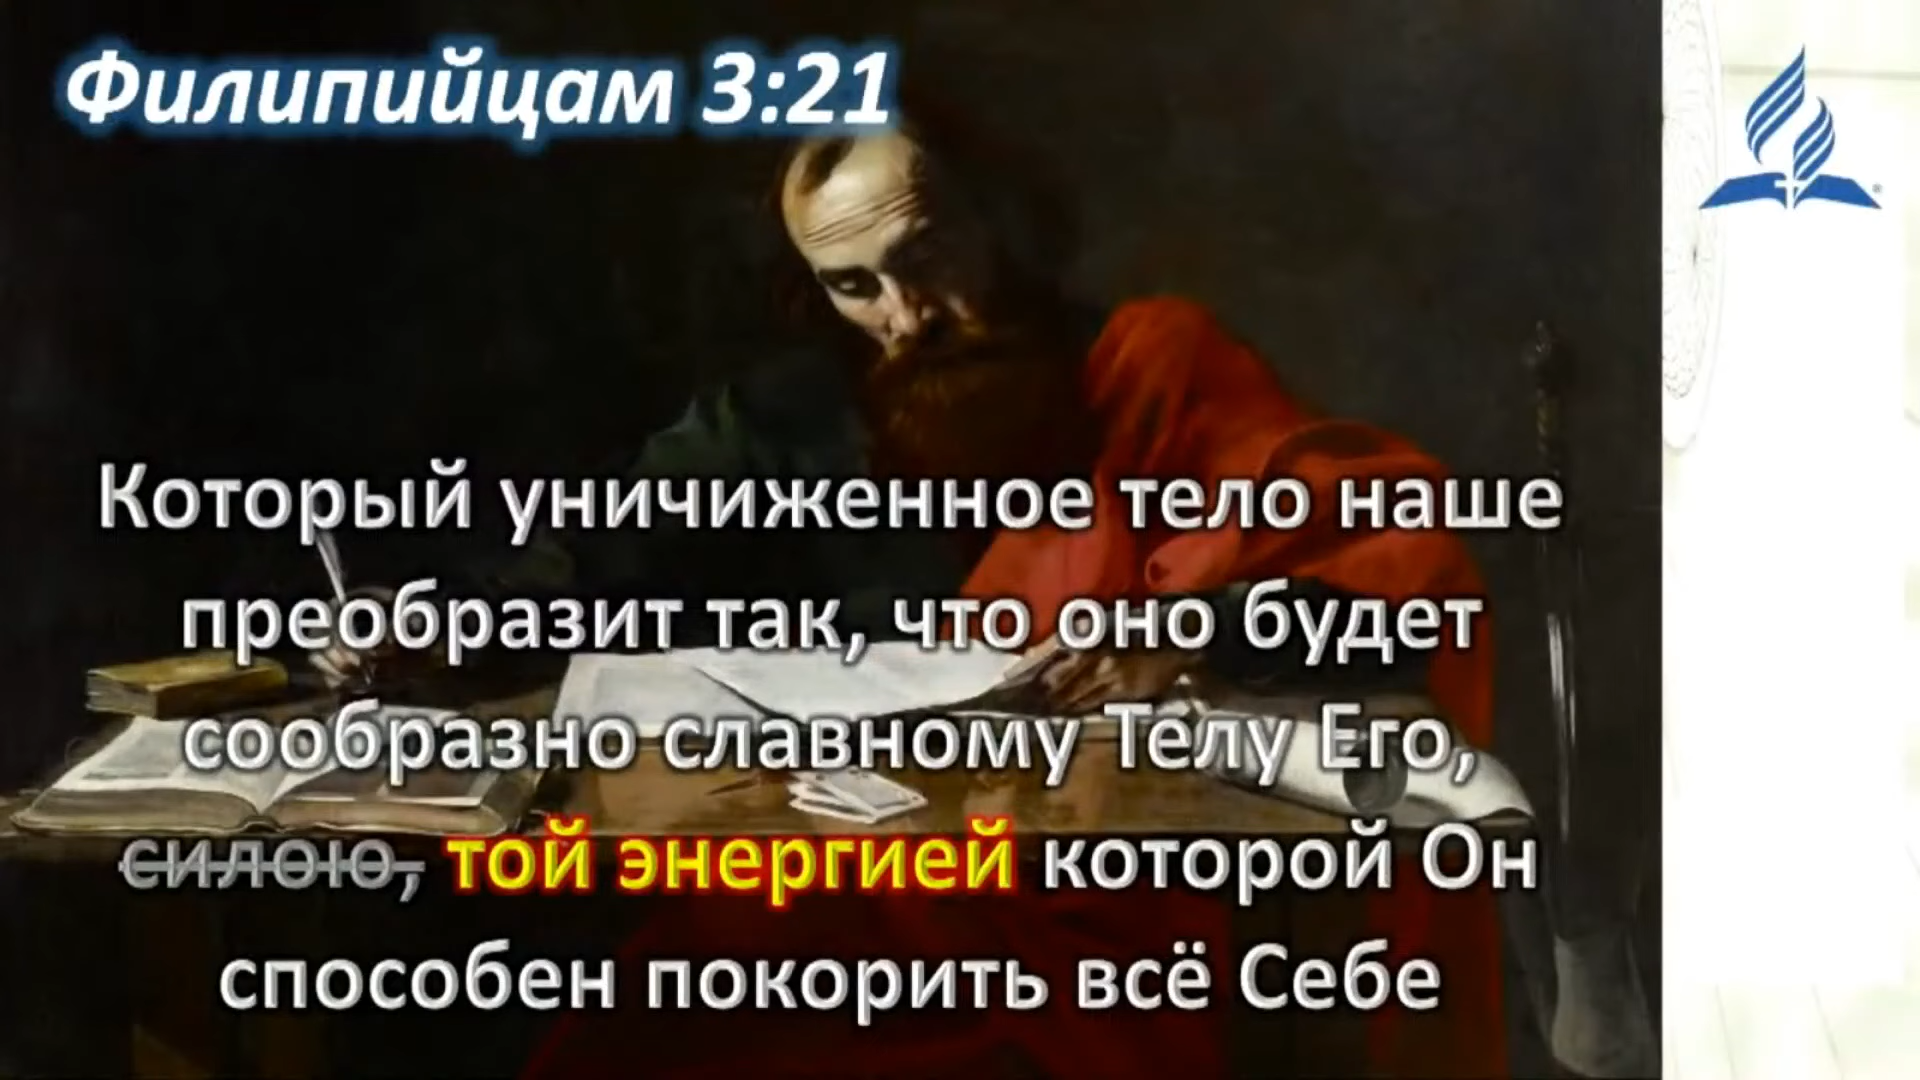 Филипийцам 3:21
Который уничиженное тело наше
преобразит так, что оно будет
сообразно славному Телу Его,
силою, той энергией которой Он
способен покорить всё Себе